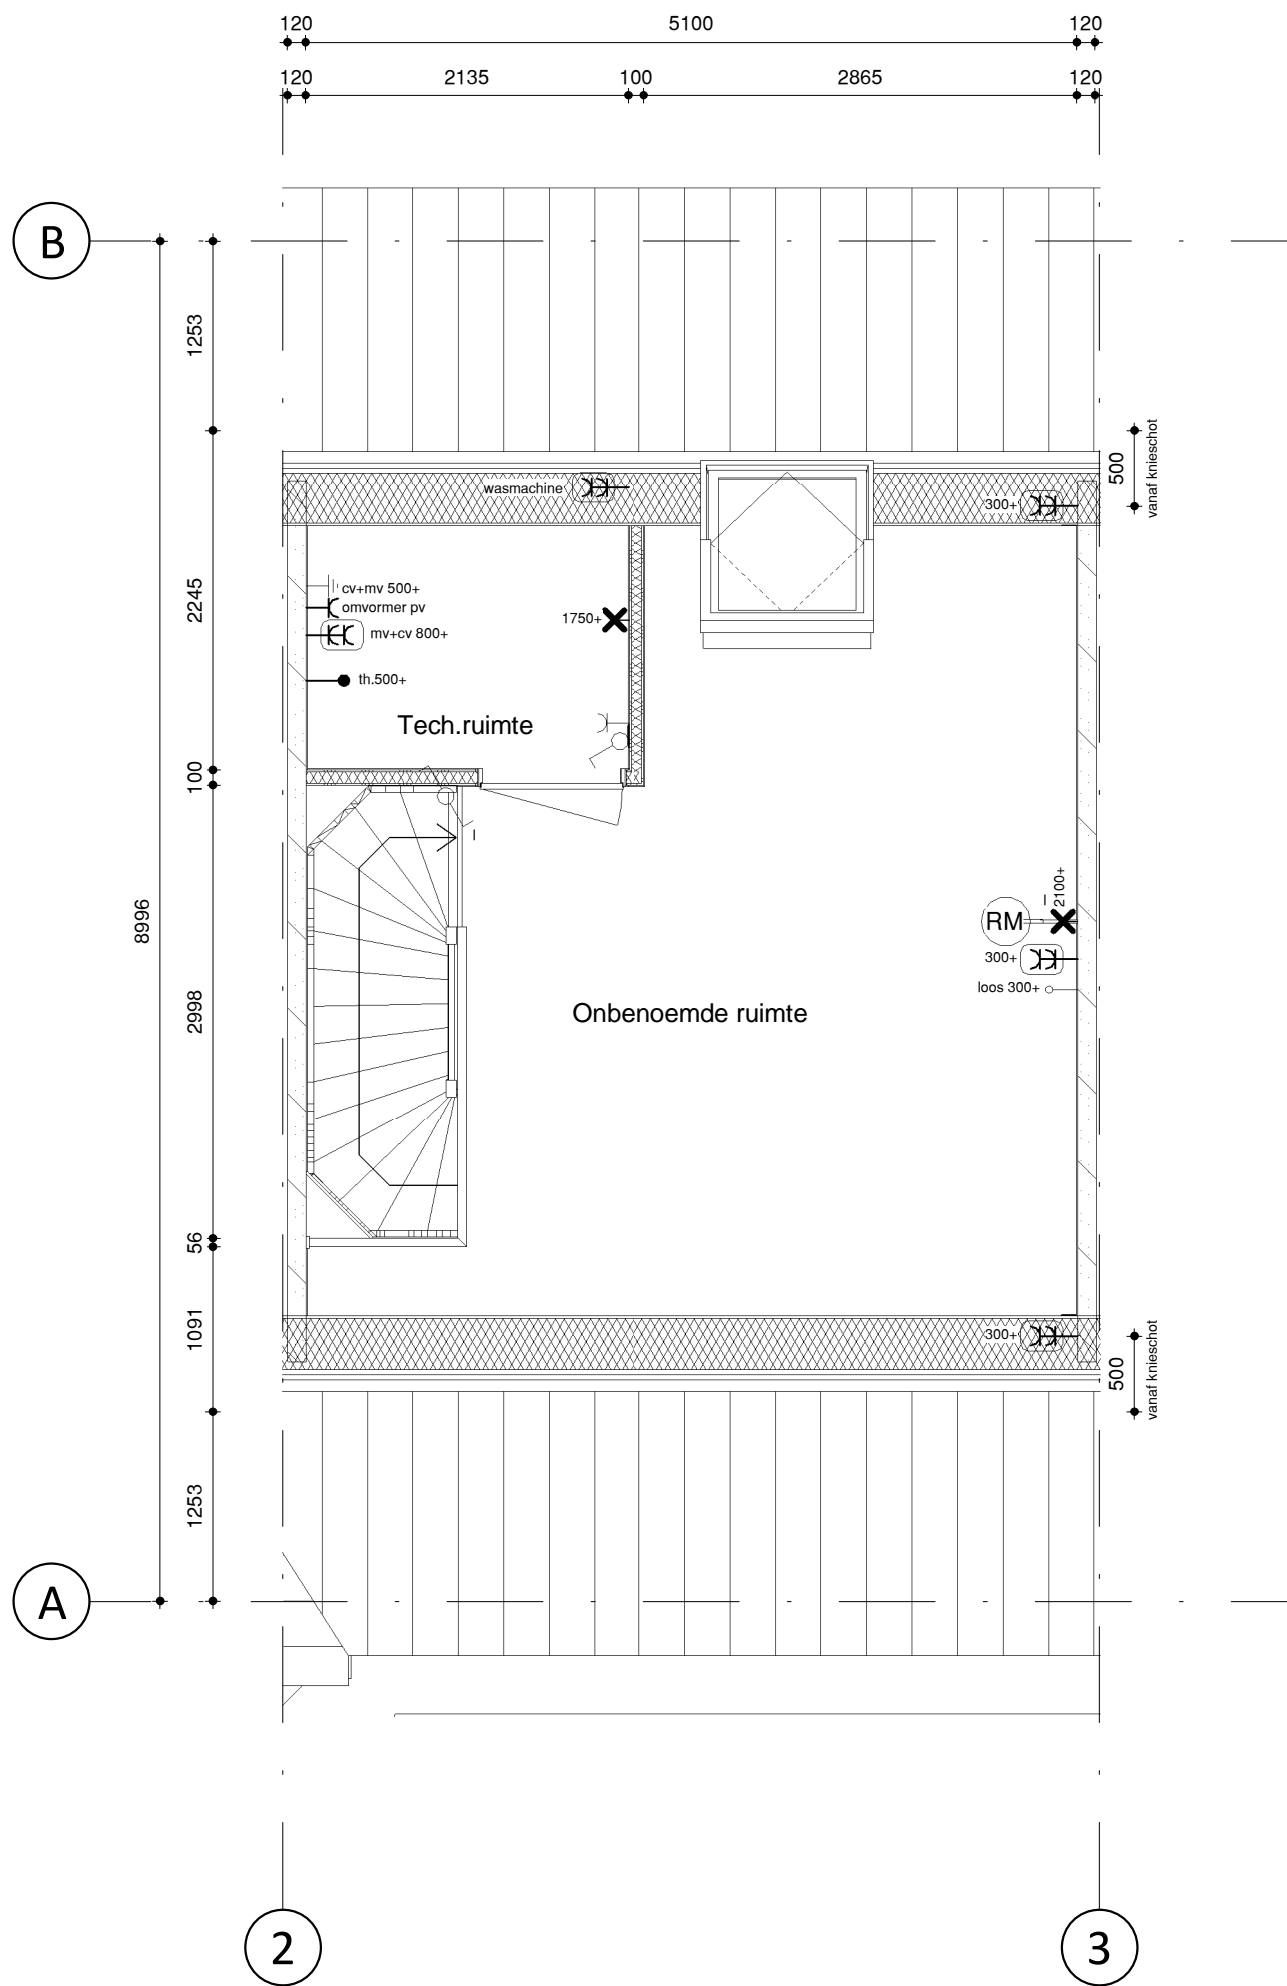 120 5100 120
120 2135 100 2865 120
B
1253
500
vanaf knieschot
wasmachine
300+
2245
cv+mv 500+
omvormer pv
mv+cv 800+
1750+
th.500+
Tech.ruimte
100
l
8996
l
2100+
RM
300+
loos 300+
2998
Onbenoemde ruimte
56
1091
300+
500
vanaf knieschot
1253
A
2 3